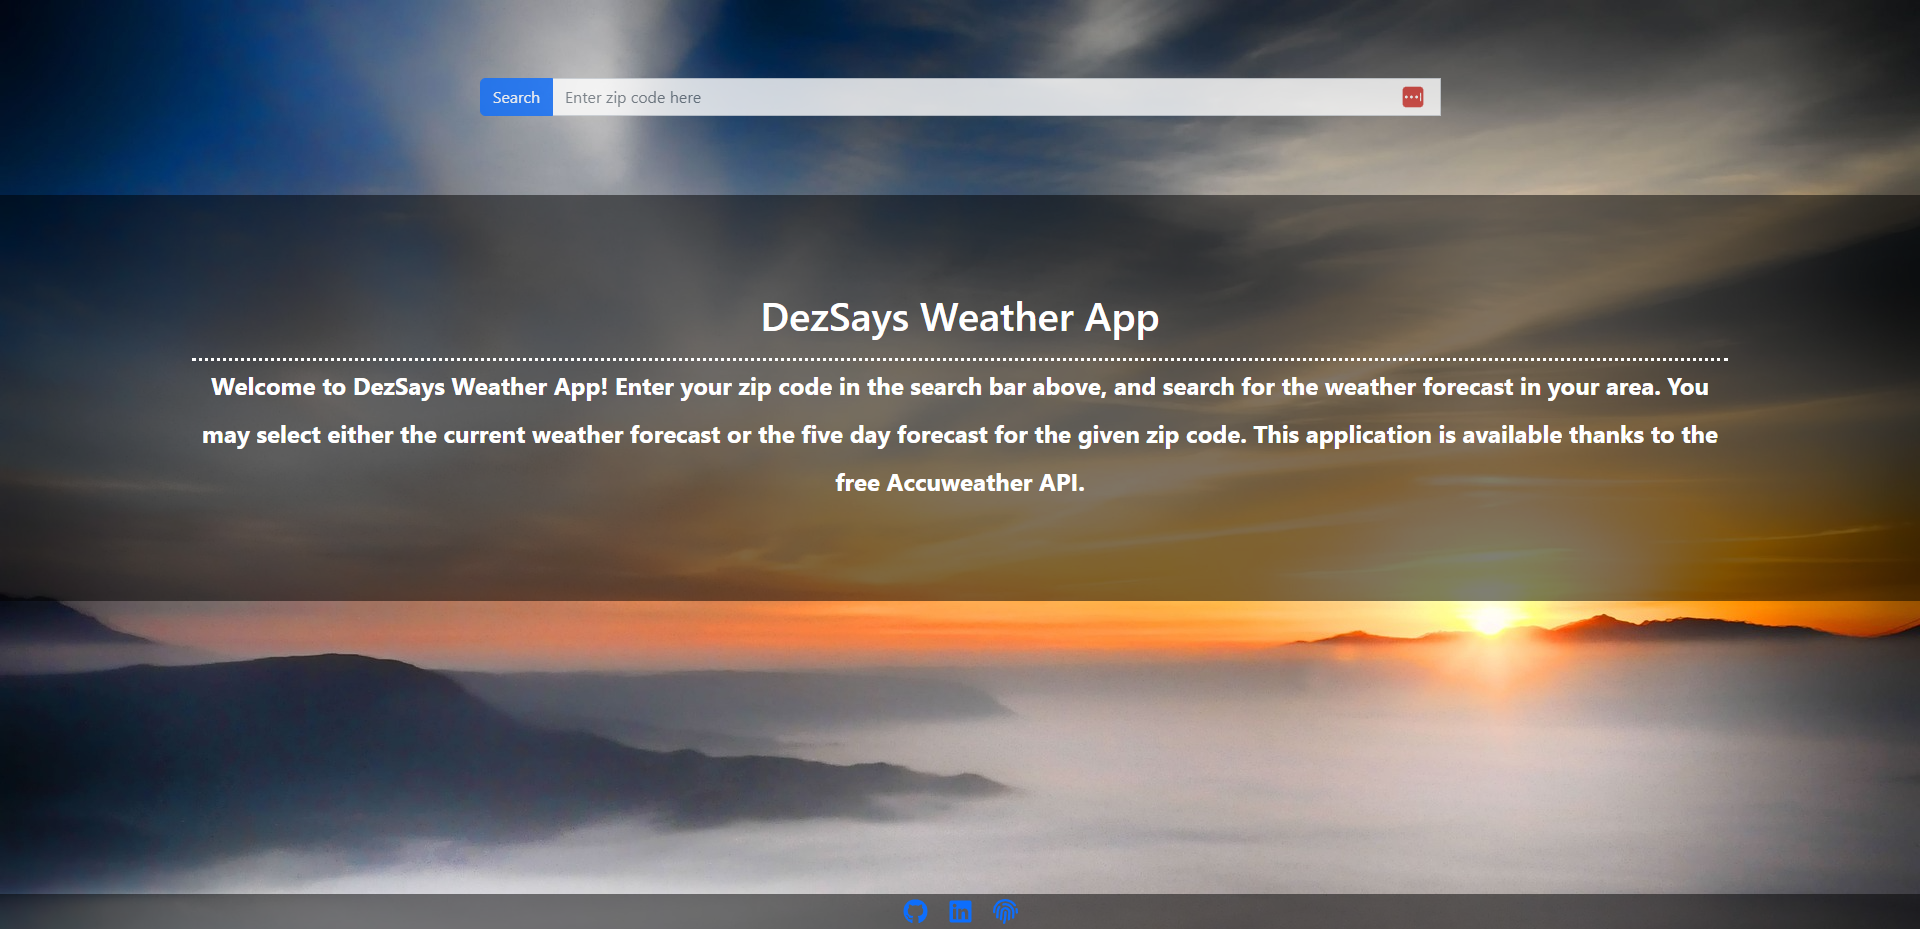 Search
Enter zip code here
DezSays Weather App
Welcome to DezSays Weather App! Enter your zip code in the search bar above, and search for the weather forecast in your area. You
may select either the current weather forecast or the five day forecast for the given zip code. This application is available thanks to the
free Accuweather API.